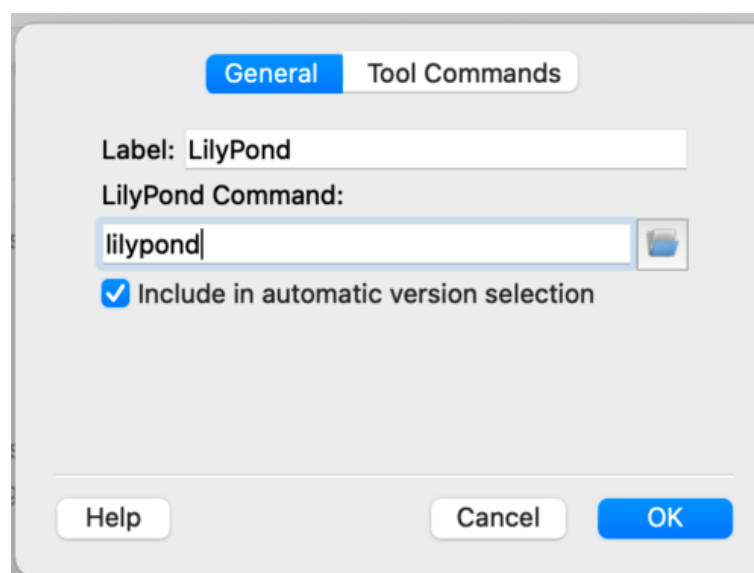 General Tool Commands
Label: LilyPond
LilyPond Command:
lilypond
Include in automatic version selection
Help Cancel OK